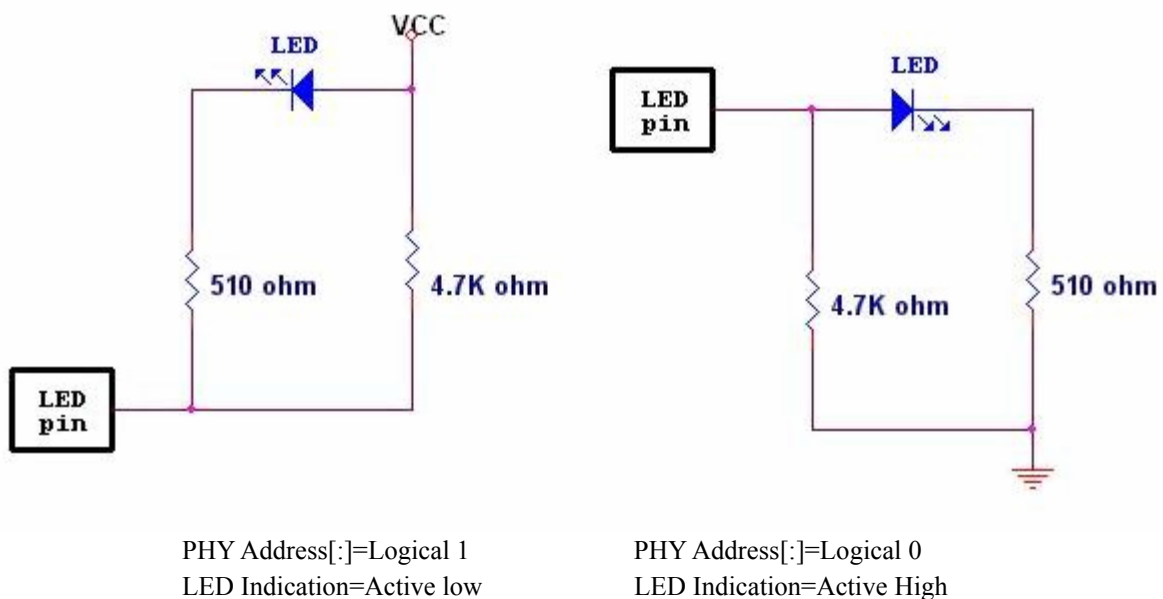 VCC
LED
510 ohm
4.7K ohm
LED
pin
LED
pin
LED
4.7K ohm
510 ohm
PHY Address[:]=Logical 1
LED Indication=Active low
PHY Address[:]=Logical 0
LED Indication=Active High